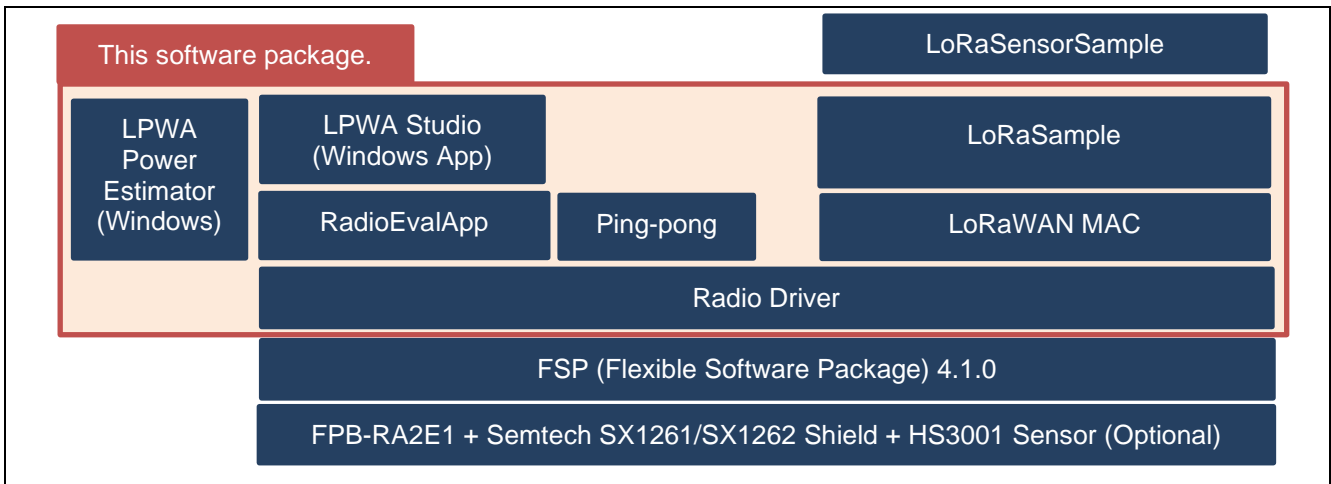 This software package.
LoRaSensorSample
LPWA
Power
Estimator
(Windows)
LPWA Studio
(Windows App)
LoRaSample
RadioEvalApp
Ping-pong
LoRaWAN MAC
Radio Driver
FSP (Flexible Software Package) 4.1.0
FPB-RA2E1 + Semtech SX1261/SX1262 Shield + HS3001 Sensor (Optional)